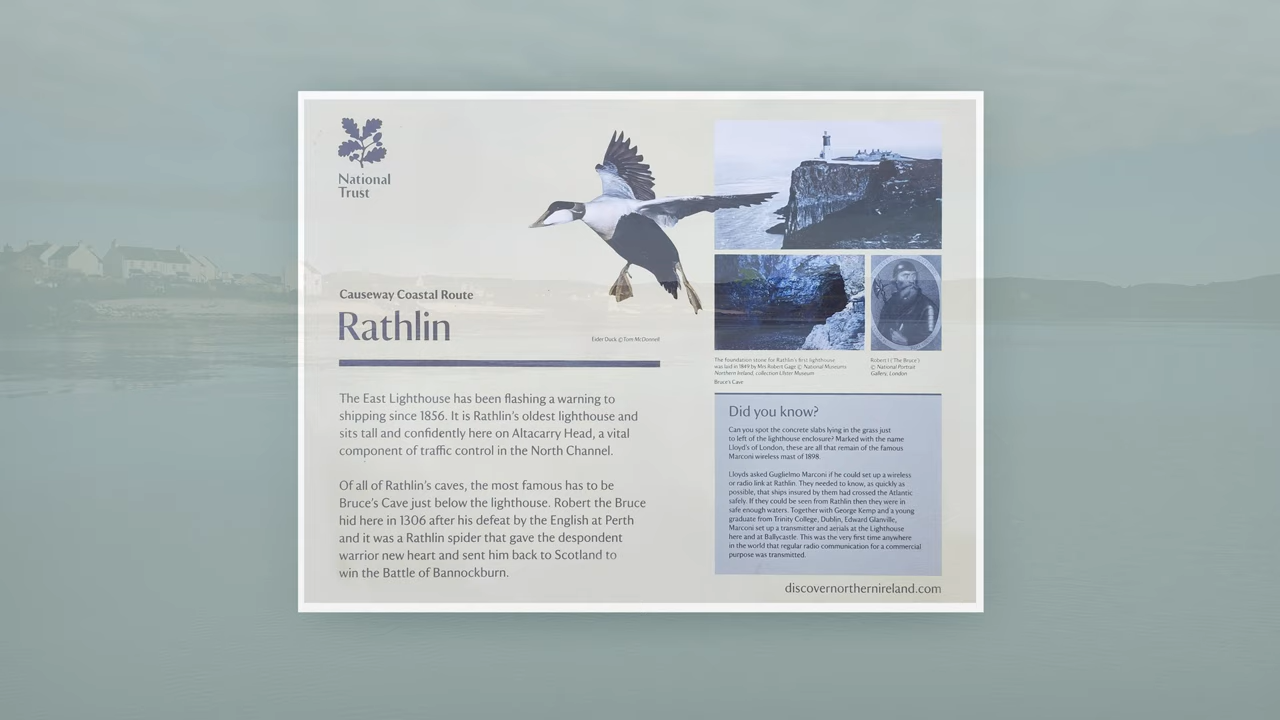 National
Trust
Causeway Coastal Route
Rathlin
Eider Duck © Tom McDonnell
The East Lighthouse has been flashing a warning to
shipping since 1856. It is Rathlin's oldest lighthouse and
sits tall and confidently here on Altacarry Head, a vital
component of traffic control in the North Channel.
Of all of Rathlin's caves, the most famous has to be
Bruce's Cave just below the lighthouse. Robert the Bruce
hid here in 1306 after his defeat by the English at Perth
and it was a Rathlin spider that gave the despondent
warrior new heart and sent him back to Scotland to
win the Battle of Bannockburn.
The foundation stone for Rathlin's first lighthouse
was laid in 1849 by Mrs Robert Gage © National Museums
Northern Ireland, collection Ulster Museum
Bruce's Cave
Robert I ('The Bruce')
© National Portrait
Gallery, London
Did you know?
Can you spot the concrete slabs lying in the grass just
to left of the lighthouse enclosure? Marked with the name
Lloyd's of London, these are all that remain of the famous
Marconi wireless mast of 1898.
Lloyds asked Guglielmo Marconi if he could set up a wireless
or radio link at Rathlin. They needed to know, as quickly as
possible, that ships insured by them had crossed the Atlantic
safely. If they could be seen from Rathlin then they were in
safe enough waters. Together with George Kemp and a young
graduate from Trinity College, Dublin, Edward Glanville,
Marconi set up a transmitter and aerials at the Lighthouse
here and at Ballycastle. This was the very first time anywhere
in the world that regular radio communication for a commercial
purpose was transmitted.
discovernorthernireland.com